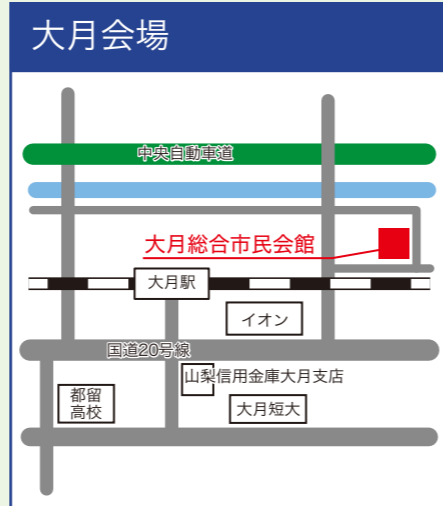 大月会場
中央自動車道
大月総合市民会館
大月駅
イオン
国道20号線
山梨信用金庫大月支店
都留
高校
大月短大